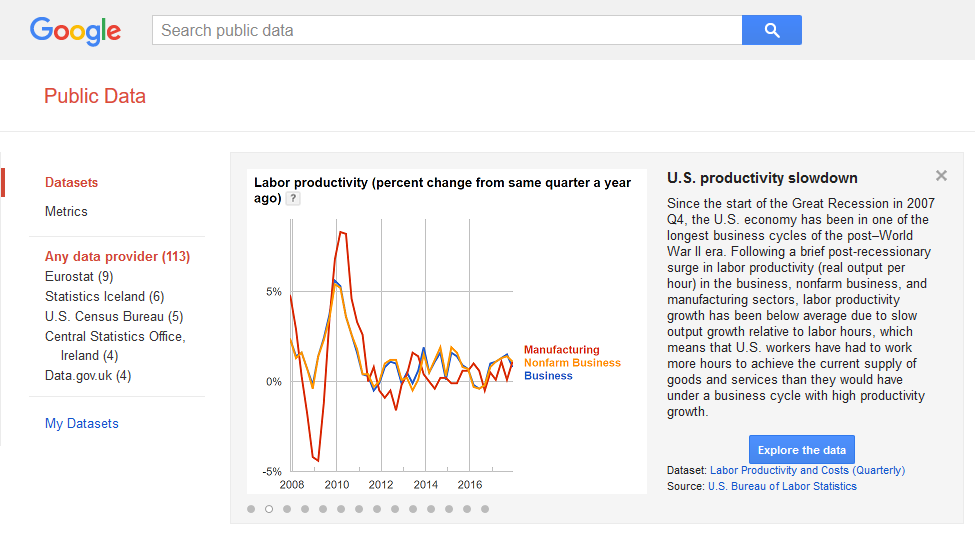 Google
Search public data
Public Data
Datasets
Metrics
Any data provider (113)
Eurostat (9)
Statistics Iceland (6)
U.S. Census Bureau (5)
Central Statistics Office,
Ireland (4)
Data.gov.uk (4)
My Datasets
Labor productivity (percent change from same quarter a year
ago) ?
5%
0%
-5%
2008 2010 2012 2014 2016
Manufacturing
Nonfarm Business
Business
U.S. productivity slowdown
Since the start of the Great Recession in 2007
Q4, the U.S. economy has been in one of the
longest business cycles of the post–World
War II era. Following a brief post-recessionary
surge in labor productivity (real output per
hour) in the business, nonfarm business, and
manufacturing sectors, labor productivity
growth has been below average due to slow
output growth relative to labor hours, which
means that U.S. workers have had to work
more hours to achieve the current supply of
goods and services than they would have
under a business cycle with high productivity
growth.
Explore the data
Dataset: Labor Productivity and Costs (Quarterly)
Source: U.S. Bureau of Labor Statistics